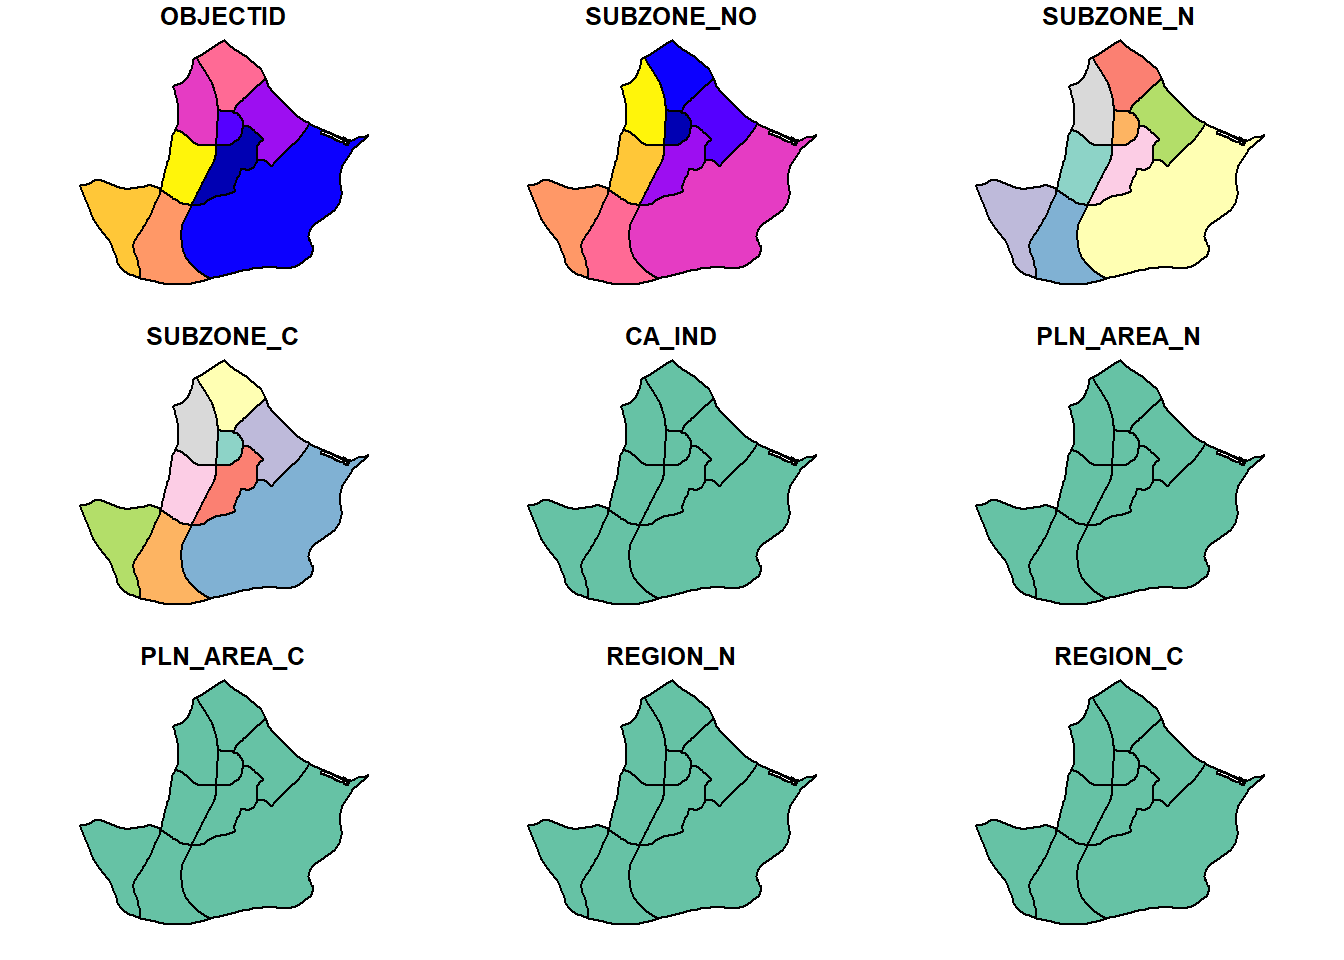 OBJECTID
SUBZONE_NO
SUBZONE_N
SUBZONE_C
CA_IND
PLN_AREA_N
PLN_AREA_C
REGION_N
REGION_C